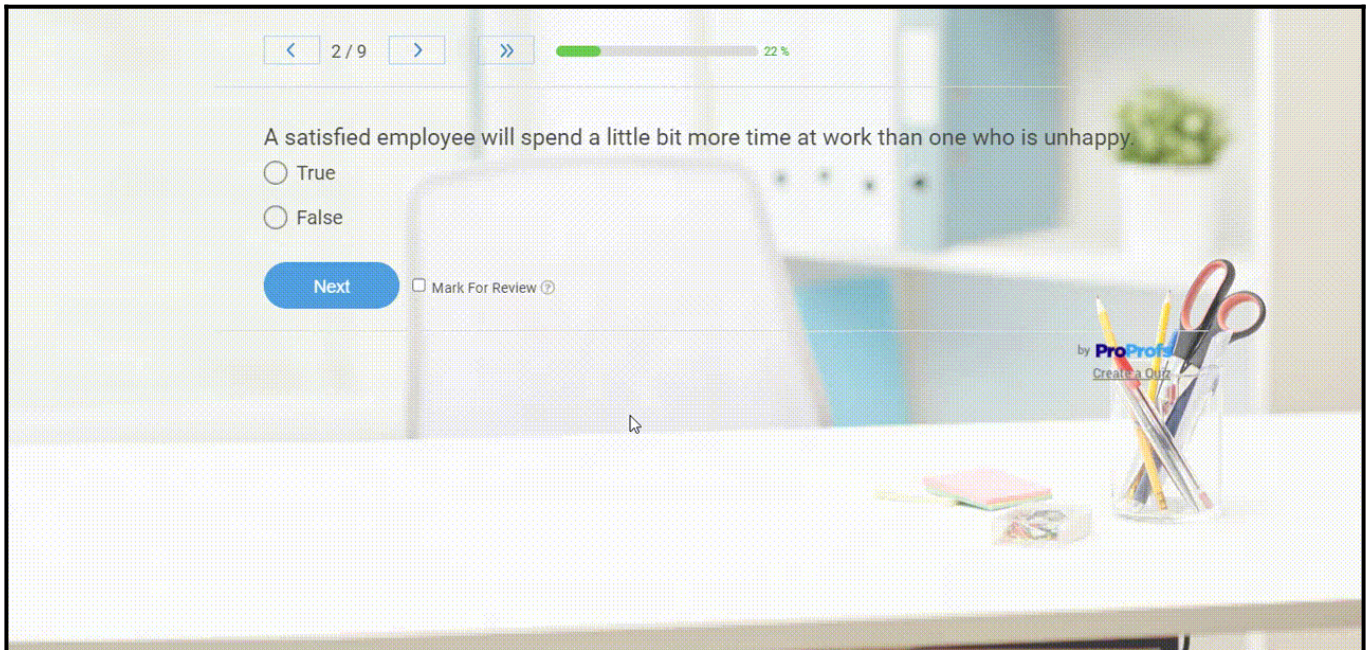 2 / 9
22 %
A satisfied employee will spend a little bit more time at work than one who is unhappy.
True
False
Next Mark For Review ?
by ProProfs
Create a Quiz